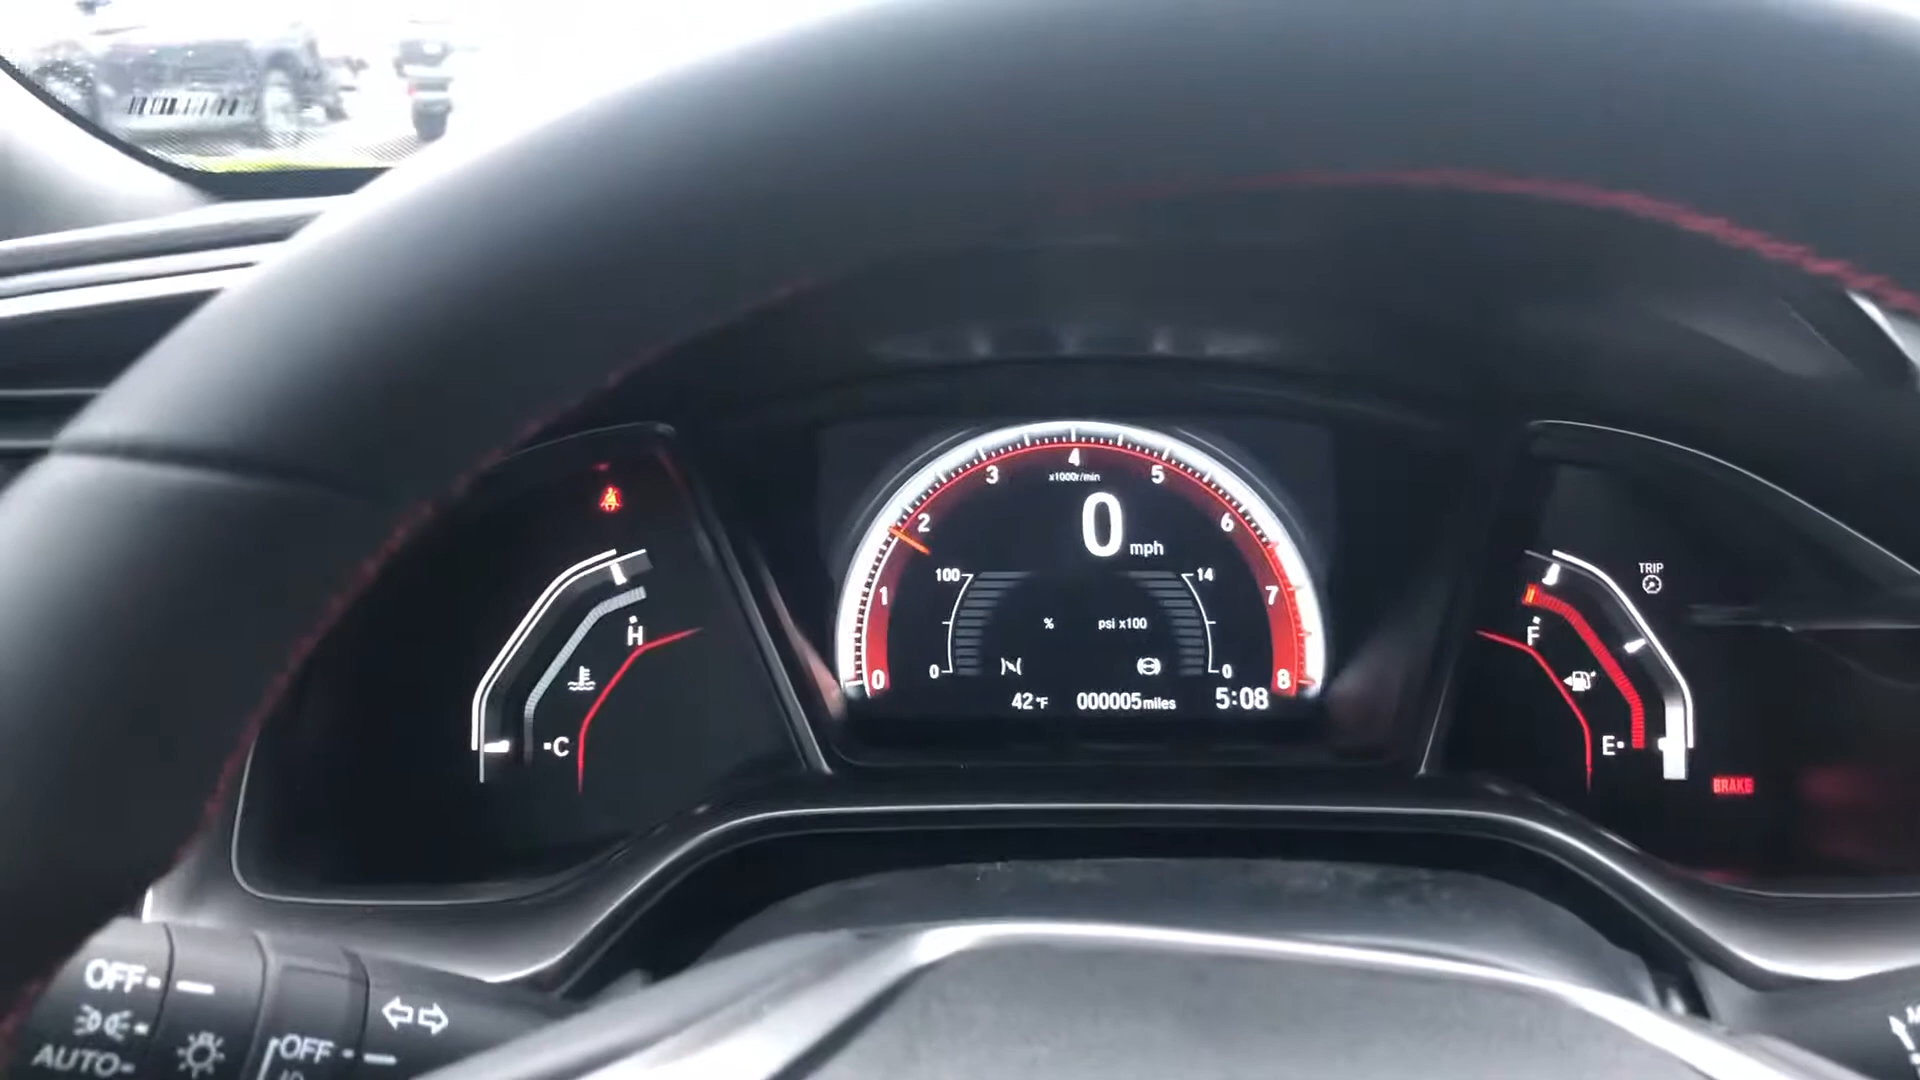 4
3
5
x1000r/min
2
0
6
mph
100
14
1
7
% psi x100
0
0
0
8
42°F 000005miles 5:08
H
C
TRIP
F
E
BRAKE
OFF
AUTO
OFF